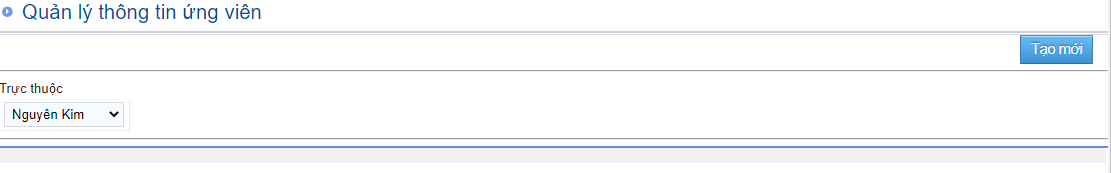 Quản lý thông tin ứng viên
Tạo mới
Trực thuộc
Nguyên Kim